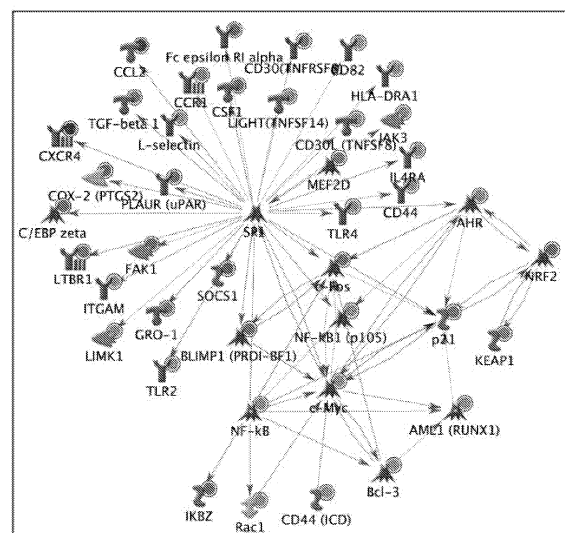 Fc epsilon RI alpha
CD30(TNFRSF8)
CD82
CCL2
HLA-DRA1
CCR1
CSF1
TGF-beta 1
LIGHT(TNFSF14)
L-selectin
CD30L (TNFSF8)
JAK3
CXCR4
IL4RA
MEF2D
COX-2 (PTGS2)
PLAUR (uPAR)
CD44
C/EBP zeta
SP1
TLR4
AHR
LTBR1
FAK1
NRF2
ITGAM
SOCS1
c-Fos
GRO-1
NF-kB1 (p105)
p21
LIMK1
BLIMP1 (PRDI-BF1)
KEAP1
TLR2
c-Myc
NF-kB
AML1 (RUNX1)
Bcl-3
IKBZ
Rac1
CD44 (ICD)